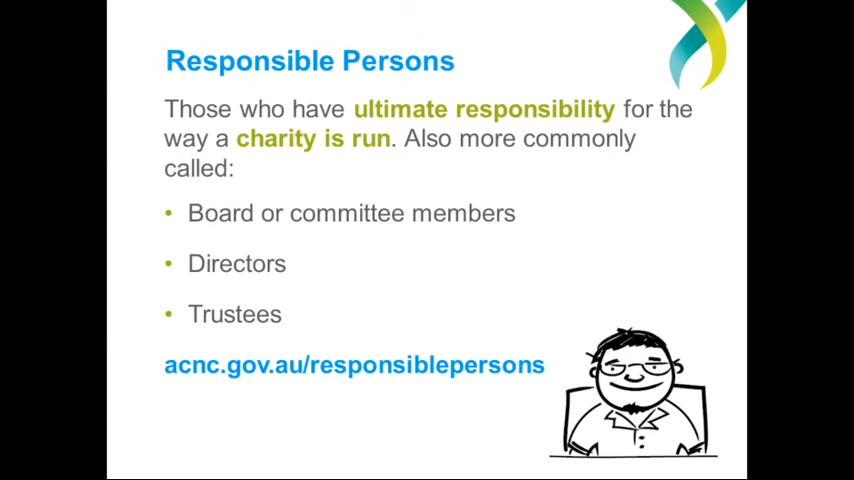 Responsible Persons
Those who have ultimate responsibility for the
way a charity is run. Also more commonly
called:
• Board or committee members
• Directors
• Trustees
acnc.gov.au/responsiblepersons